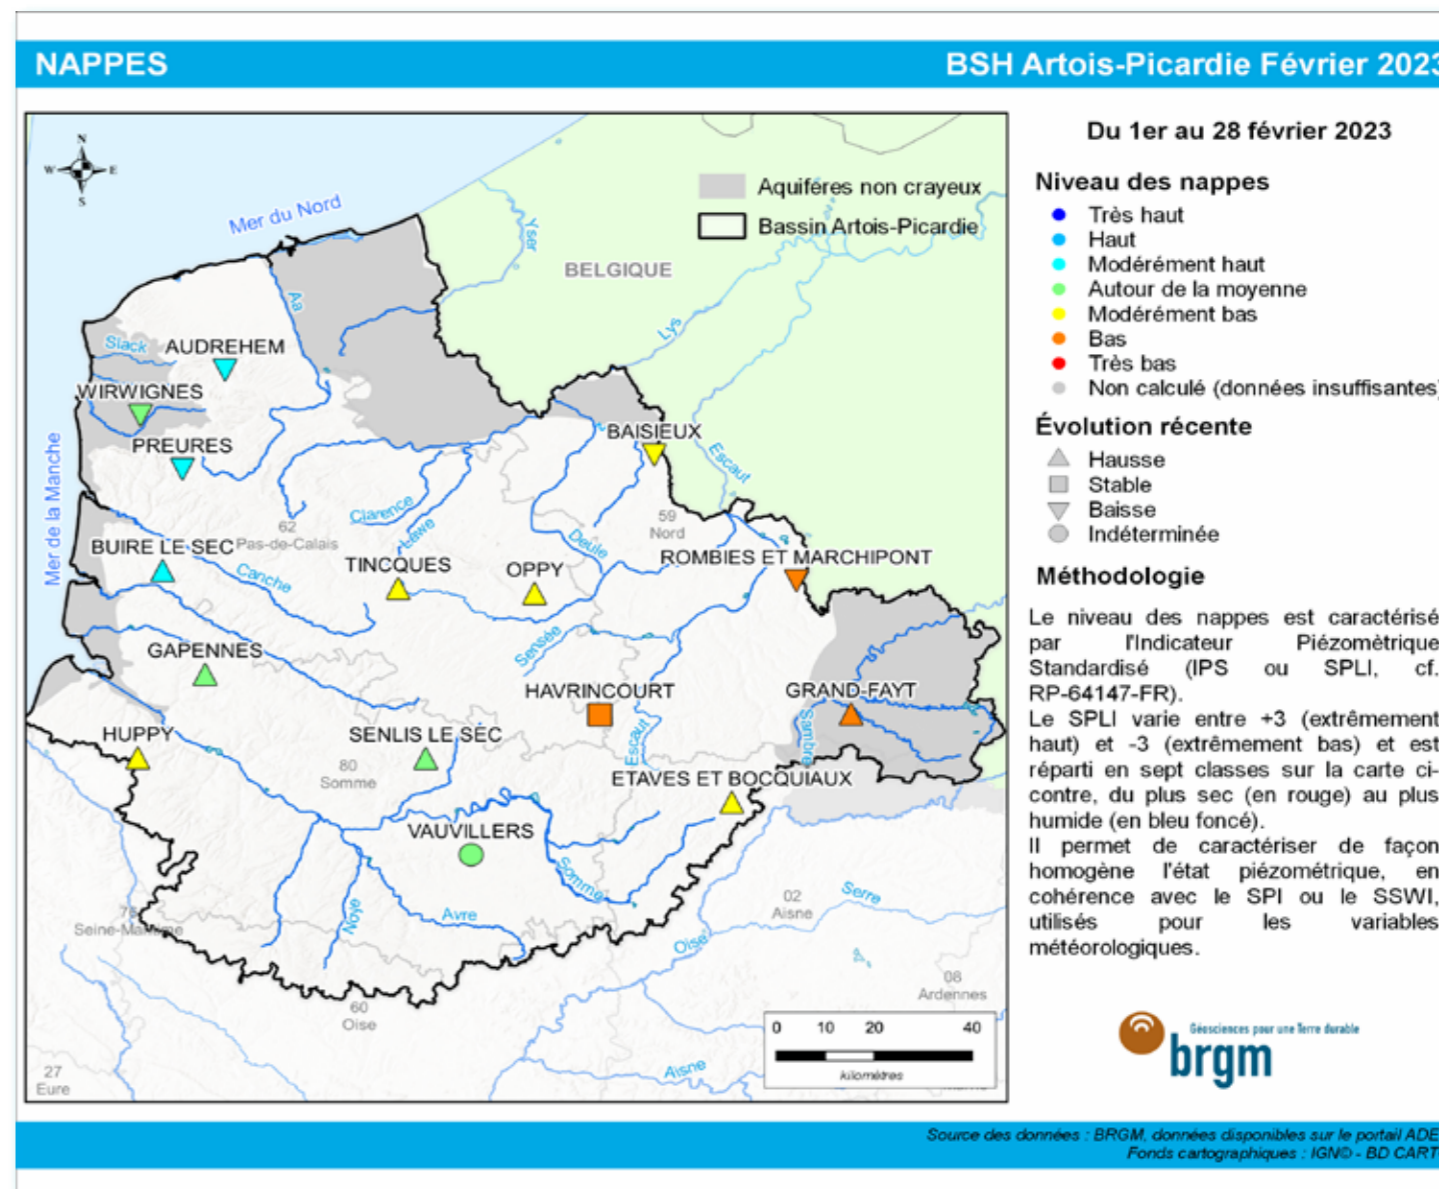 NAPPES
BSH Artois-Picardie Février 2023
N
W E
S
Mer du Nord
Aquifères non crayeux
Bassin Artois-Picardie
BELGIQUE
Yser
Lys
Aa
Slack
AUDREHEM
WIRWIGNES
PREURES
BAISIEUX
Escaut
Mer de la Manche
Clarence
Lawe
62
Pas-de-Calais
59
Nord
Deule
BUIRE LE SEC
Canche
TINCQUES
OPPY
ROMBIES ET MARCHIPONT
Sensée
GAPENNES
HAVRINCOURT
GRAND-FAYT
Escaut
Sambre
HUPPY
SENLIS LE SEC
80
Somme
ETAVES ET BOCQUIAUX
VAUVILLERS
Somme
Noye
Avre
02
Aisne
Serre
Oise
76
Seine-Maritime
60
Oise
08
Ardennes
27
Eure
Aisne
0 10 20 40
kilomètres
Du 1er au 28 février 2023
Niveau des nappes
Très haut
Haut
Modérément haut
Autour de la moyenne
Modérément bas
Bas
Très bas
Non calculé (données insuffisantes)
Évolution récente
Hausse
Stable
Baisse
Indéterminée
Méthodologie
Le niveau des nappes est caractérisé
par l'Indicateur Piézométrique
Standardisé (IPS ou SPLI, cf.
RP-64147-FR).
Le SPLI varie entre +3 (extrêmement
haut) et -3 (extrêmement bas) et est
réparti en sept classes sur la carte ci-
contre, du plus sec (en rouge) au plus
humide (en bleu foncé).
Il permet de caractériser de façon
homogène l'état piézométrique, en
cohérence avec le SPI ou le SSWI,
utilisés pour les variables
météorologiques.
Géosciences pour une Terre durable
brgm
Source des données : BRGM, données disponibles sur le portail ADE
Fonds cartographiques : IGN© - BD CART